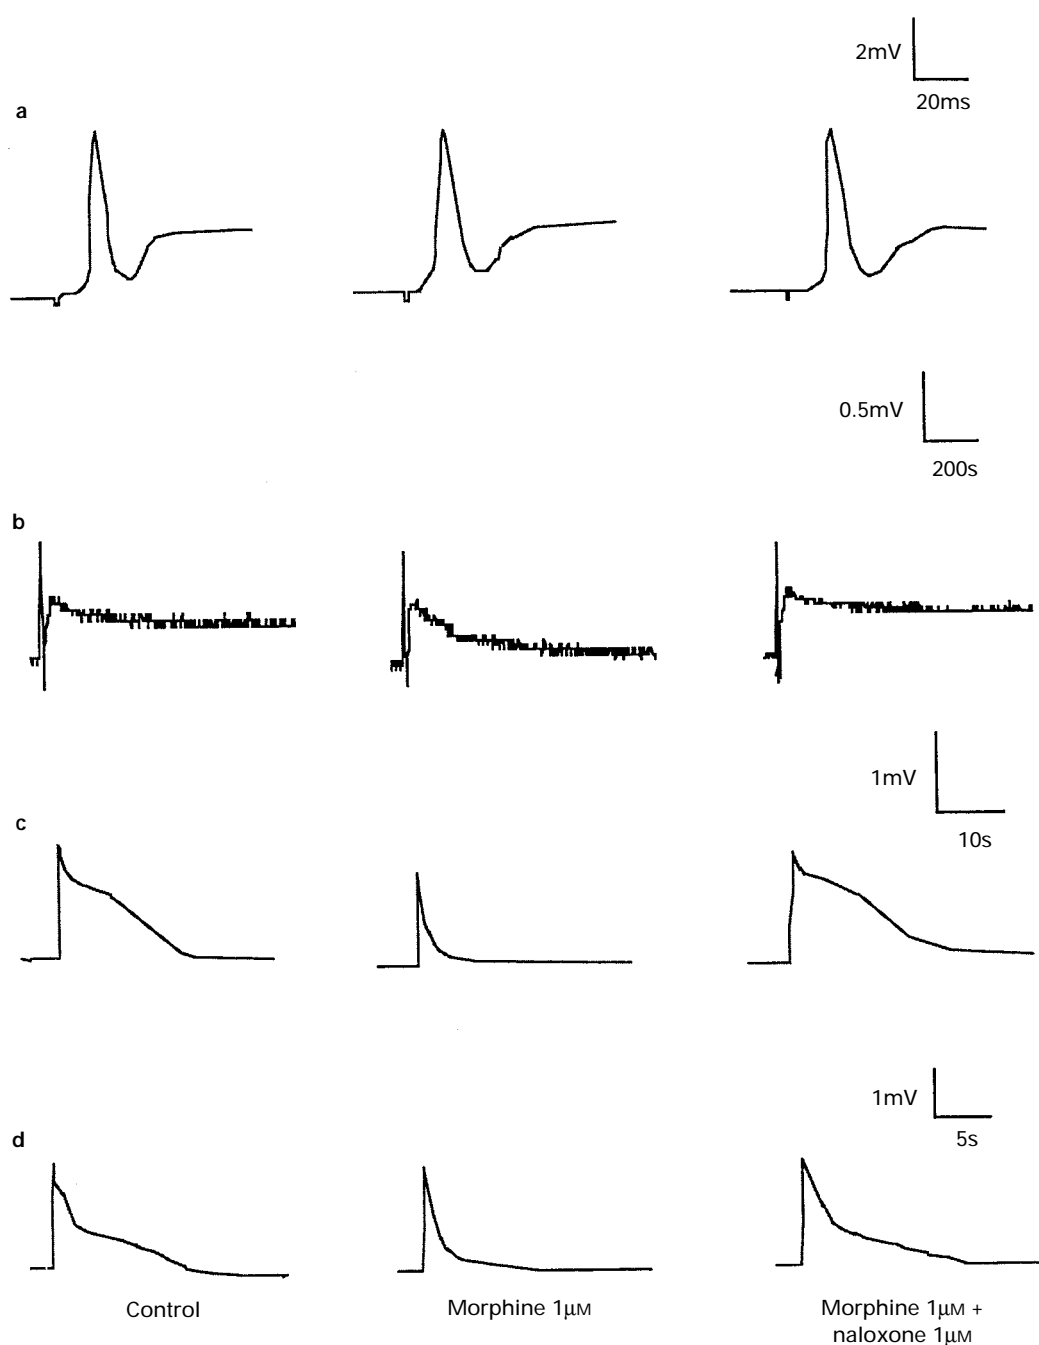 2mV
20ms
a
0.5mV
200s
b
1mV
10s
c
1mV
5s
d
Control
Morphine 1μM
Morphine 1μM +
naloxone 1μM